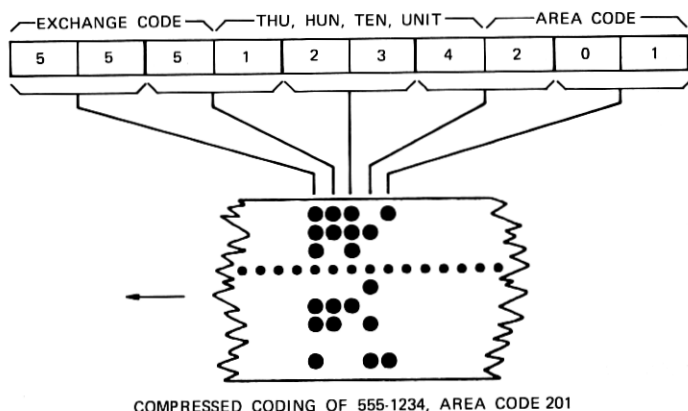 EXCHANGE CODE THU, HUN, TEN, UNIT AREA CODE
5 5 5 1 2 3 4 2 0 1
COMPRESSED CODING OF 555-1234, AREA CODE 201